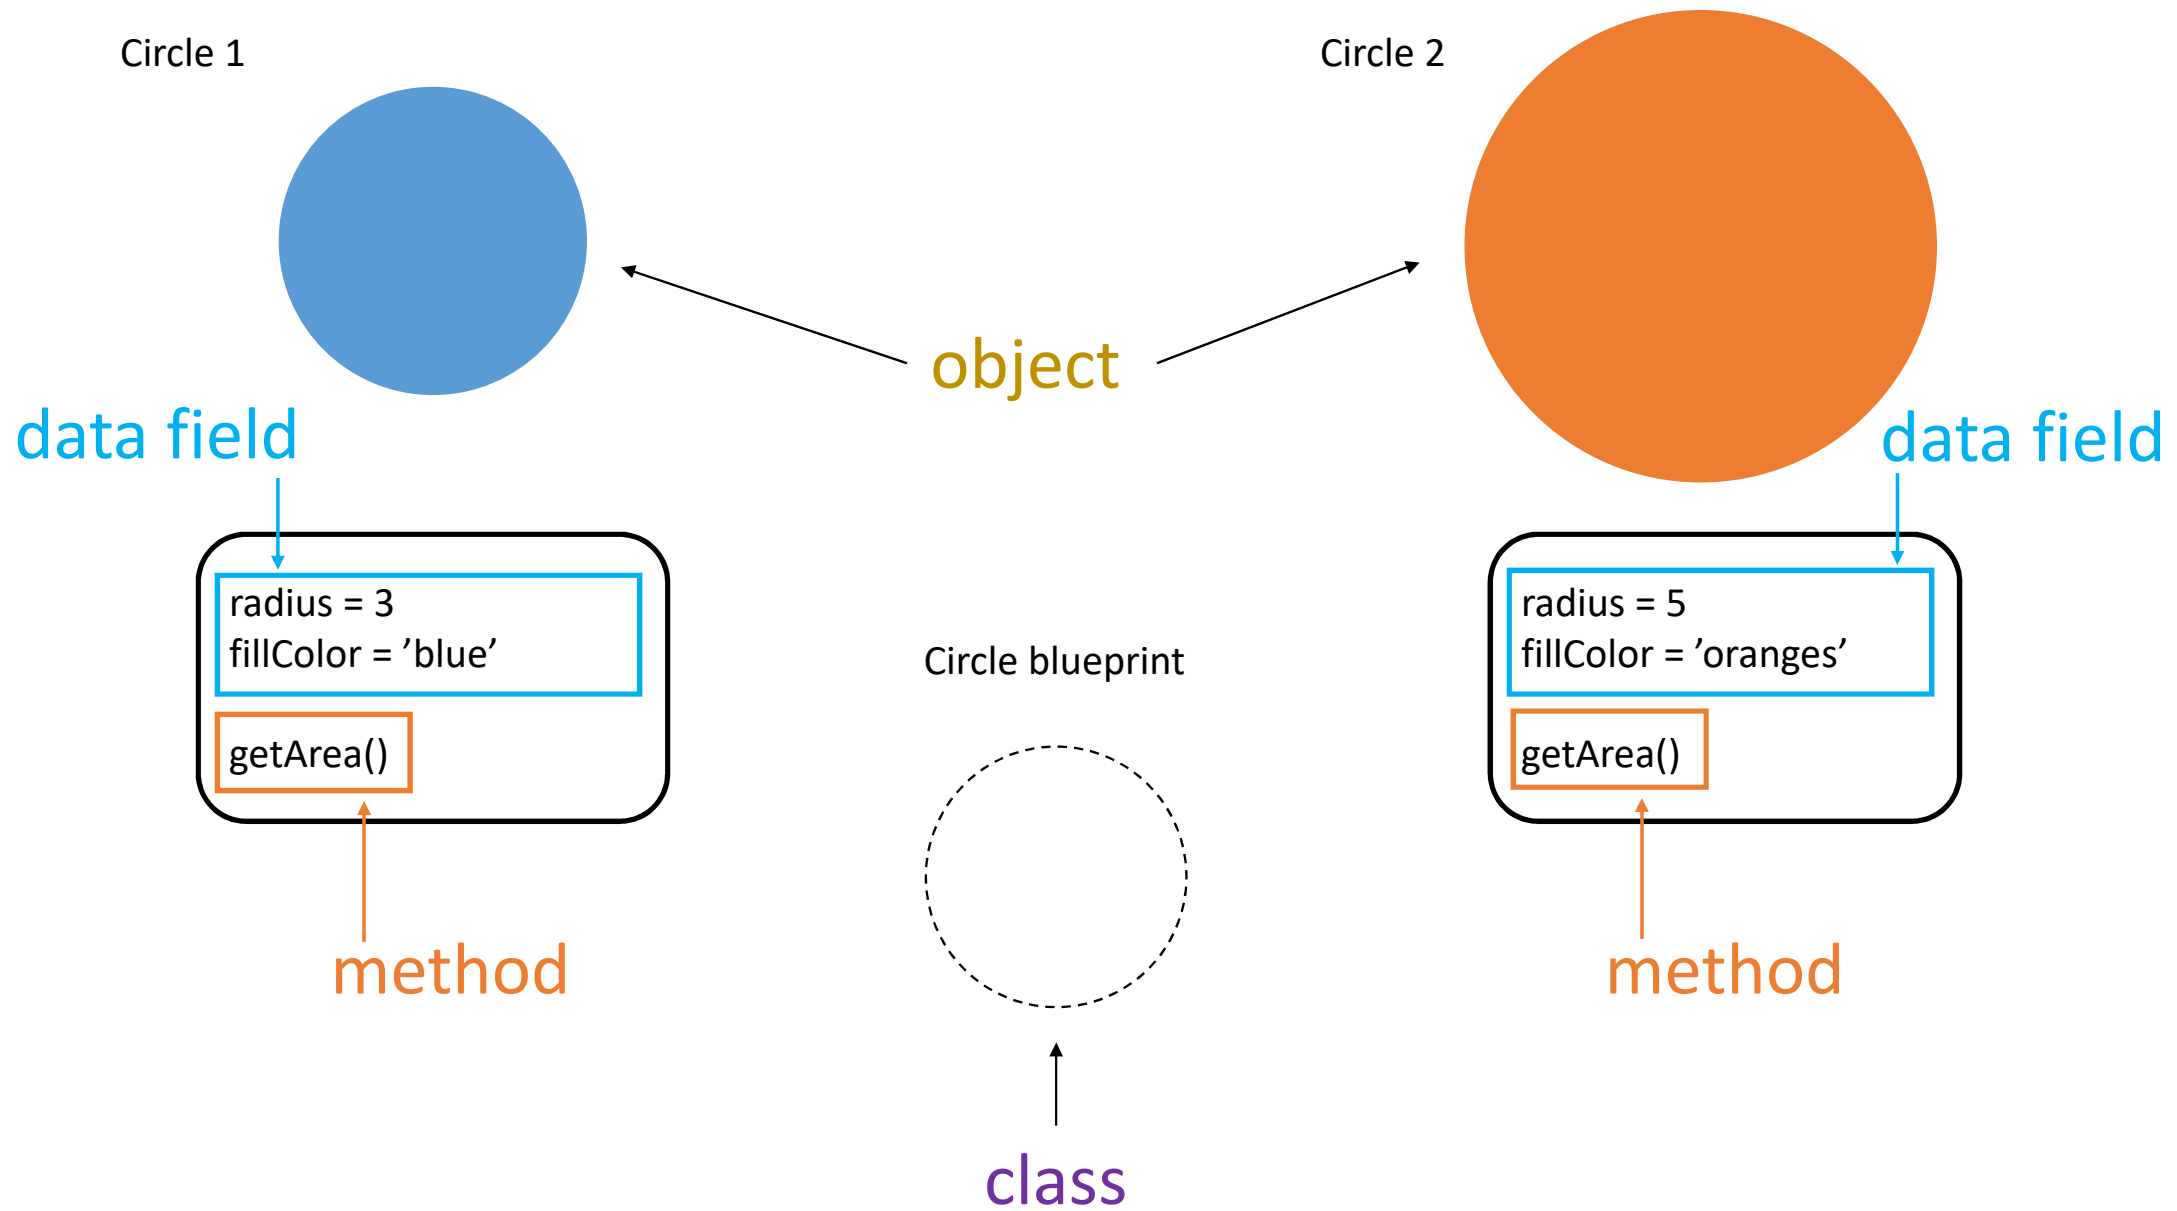 Circle 1
Circle 2
object
data field
data field
radius = 3
fillColor = ’blue’
getArea()
radius = 5
fillColor = ’oranges’
getArea()
Circle blueprint
method
method
class